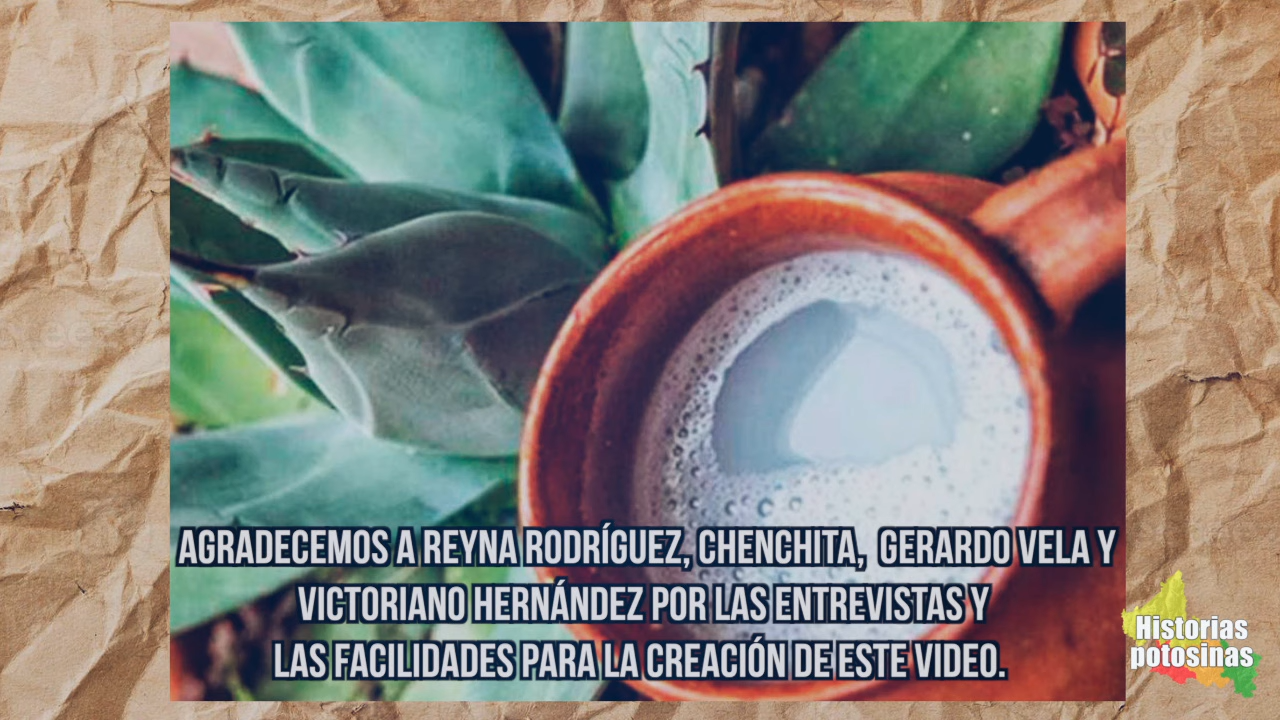 AGRADECEMOS A REYNA RODRÍGUEZ, CHENCHITA, GERARDO VELA Y
VICTORIANO HERNÁNDEZ POR LAS ENTREVISTAS Y
LAS FACILIDADES PARA LA CREACIÓN DE ESTE VIDEO.
Historias
potosinas